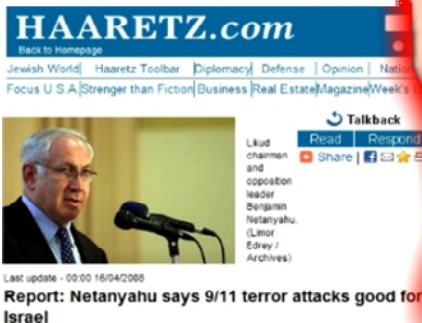 HAARETZ.com
Back to Homepage
Jewish World Haaretz Toolbar Diplomacy Defense Opinion
Focus U.S.A. Strenger than Fiction Business Real Estate Magazine Week's
Talkback
Read Respond
Share
Likud
chairman
and
opposition
leader
Benjamin
Netanyahu.
(Limor
Edrey /
Archives)
Last update - 00:00 16/04/2008
Report: Netanyahu says 9/11 terror attacks good for
Israel